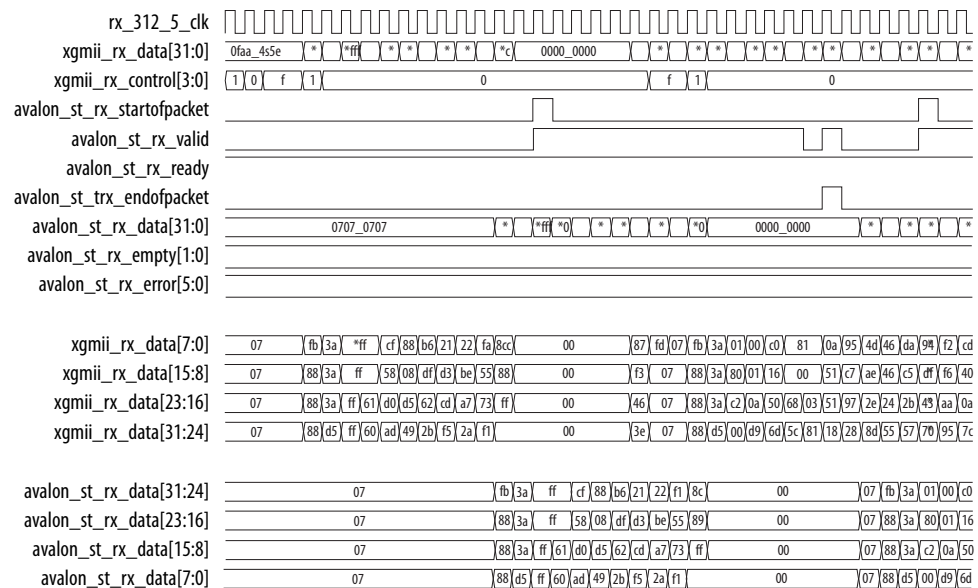 rx_312_5_clk
xgmii_rx_data[31:0] 0faa_4s5e * *fff * * * * *c 0000_0000 * * * * * * * * *
xgmii_rx_control[3:0] 1 0 f 1 0 f 1 0
avalon_st_rx_startofpacket
avalon_st_rx_valid
avalon_st_rx_ready
avalon_st_trx_endofpacket
avalon_st_rx_data[31:0] 0707_0707 * *fff *0 * * * *0 0000_0000 * * * *
avalon_st_rx_empty[1:0]
avalon_st_rx_error[5:0]
xgmii_rx_data[7:0] 07 fb 3a *ff cf 88 b6 21 22 fa 8cc 00 87 fd 07 fb 3a 01 00 c0 81 0a 95 4d 46 da 94 f2 cd
xgmii_rx_data[15:8] 07 88 3a ff 58 08 df d3 be 55 88 00 f3 07 88 3a 80 01 16 00 51 c7 ae 46 c5 df f6 40
xgmii_rx_data[23:16] 07 88 3a ff 61 d0 d5 62 cd a7 73 ff 00 46 07 88 3a c2 0a 50 68 03 51 97 2e 24 2b 43 aa 0a
xgmii_rx_data[31:24] 07 88 d5 ff 60 ad 49 2b f5 2a f1 00 3e 07 88 d5 00 d9 6d 5c 81 18 28 8d 55 57 70 95 7c
avalon_st_rx_data[31:24] 07 fb 3a ff cf 88 b6 21 22 f1 8c 00 07 fb 3a 01 00 c0
avalon_st_rx_data[23:16] 07 88 3a ff 58 08 df d3 be 55 89 00 07 88 3a 80 01 16
avalon_st_rx_data[15:8] 07 88 3a ff 61 d0 d5 62 cd a7 73 ff 00 07 88 3a c2 0a 50
avalon_st_rx_data[7:0] 07 88 d5 ff 60 ad 49 2b f5 2a f1 00 07 88 d5 00 d9 6d